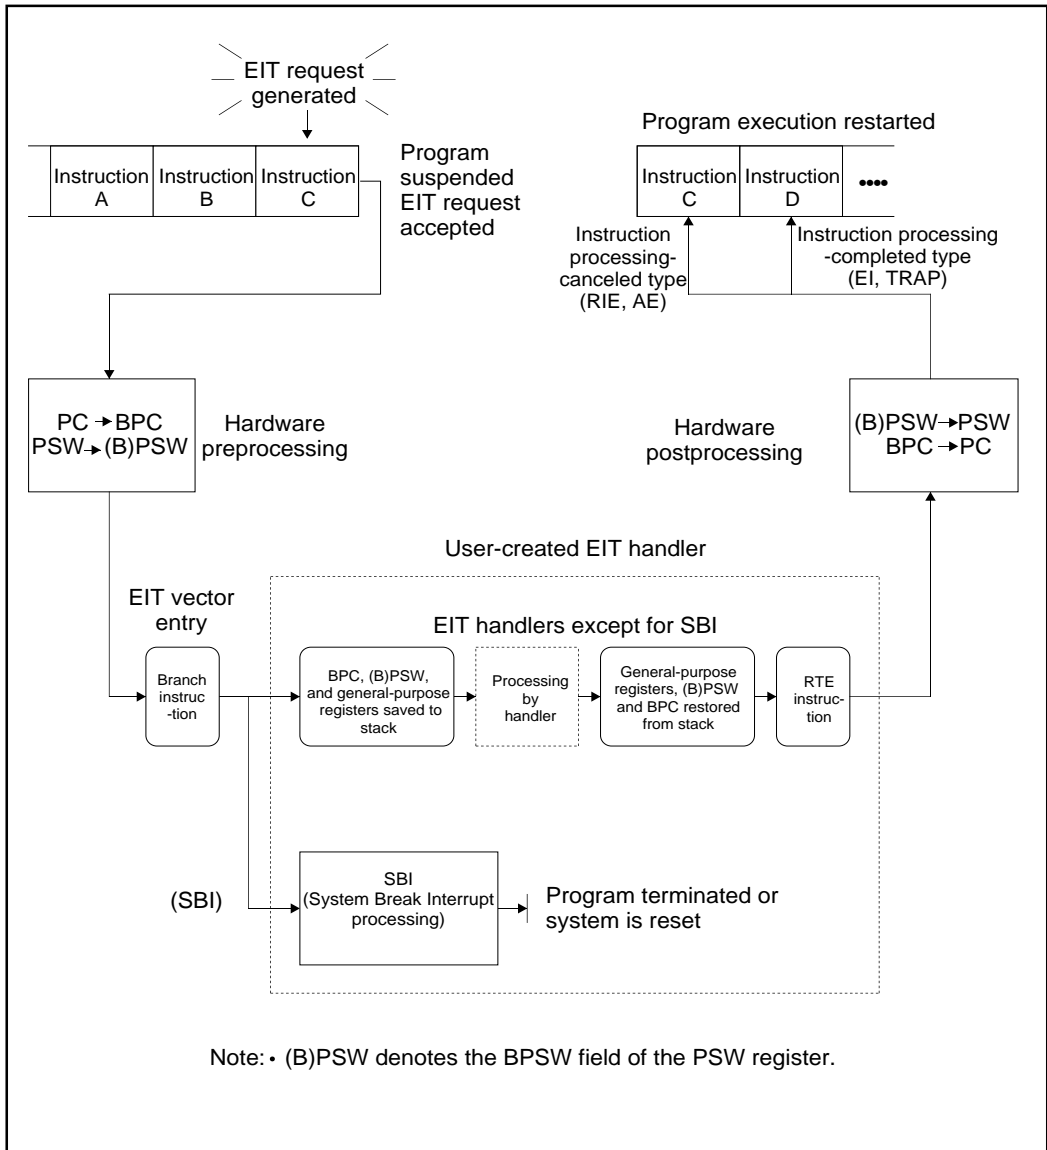 EIT request
generated
Program execution restarted
Instruction
A
Instruction
B
Instruction
C
Program
suspended
EIT request
accepted
Instruction
C
Instruction
D
••••
Instruction
processing-
canceled type
(RIE, AE)
Instruction processing
-completed type
(EI, TRAP)
PC → BPC
PSW → (B)PSW
Hardware
preprocessing
Hardware
postprocessing
(B)PSW → PSW
BPC → PC
User-created EIT handler
EIT vector
entry
EIT handlers except for SBI
Branch
instruc
-tion
BPC, (B)PSW,
and general-purpose
registers saved to
stack
Processing
by
handler
General-purpose
registers, (B)PSW
and BPC restored
from stack
RTE
instruc-
tion
(SBI)
SBI
(System Break Interrupt
processing)
Program terminated or
system is reset
Note: • (B)PSW denotes the BPSW field of the PSW register.